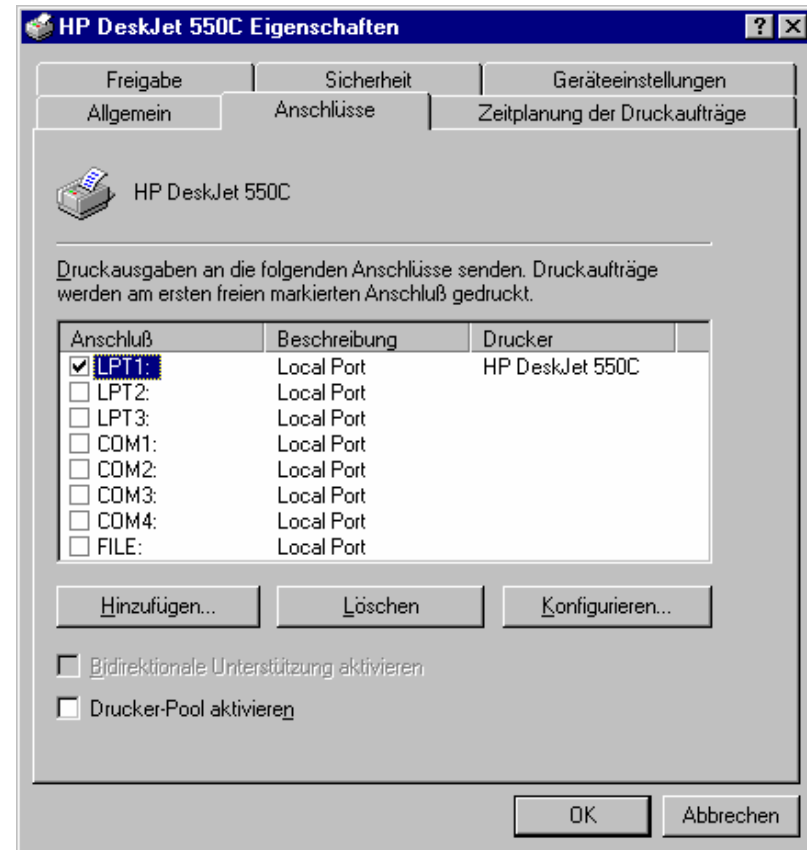 HP DeskJet 550C Eigenschaften
Freigabe Sicherheit Geräteeinstellungen
Allgemein Anschlüsse Zeitplanung der Druckaufträge
HP DeskJet 550C
Druckausgaben an die folgenden Anschlüsse senden. Druckaufträge
werden am ersten freien markierten Anschluß gedruckt.
Anschluß Beschreibung Drucker
LPT1: Local Port HP DeskJet 550C
LPT2: Local Port
LPT3: Local Port
COM1: Local Port
COM2: Local Port
COM3: Local Port
COM4: Local Port
FILE: Local Port
Hinzufügen... Löschen Konfigurieren...
Bidirektionale Unterstützung aktivieren
Drucker-Pool aktivieren
OK Abbrechen